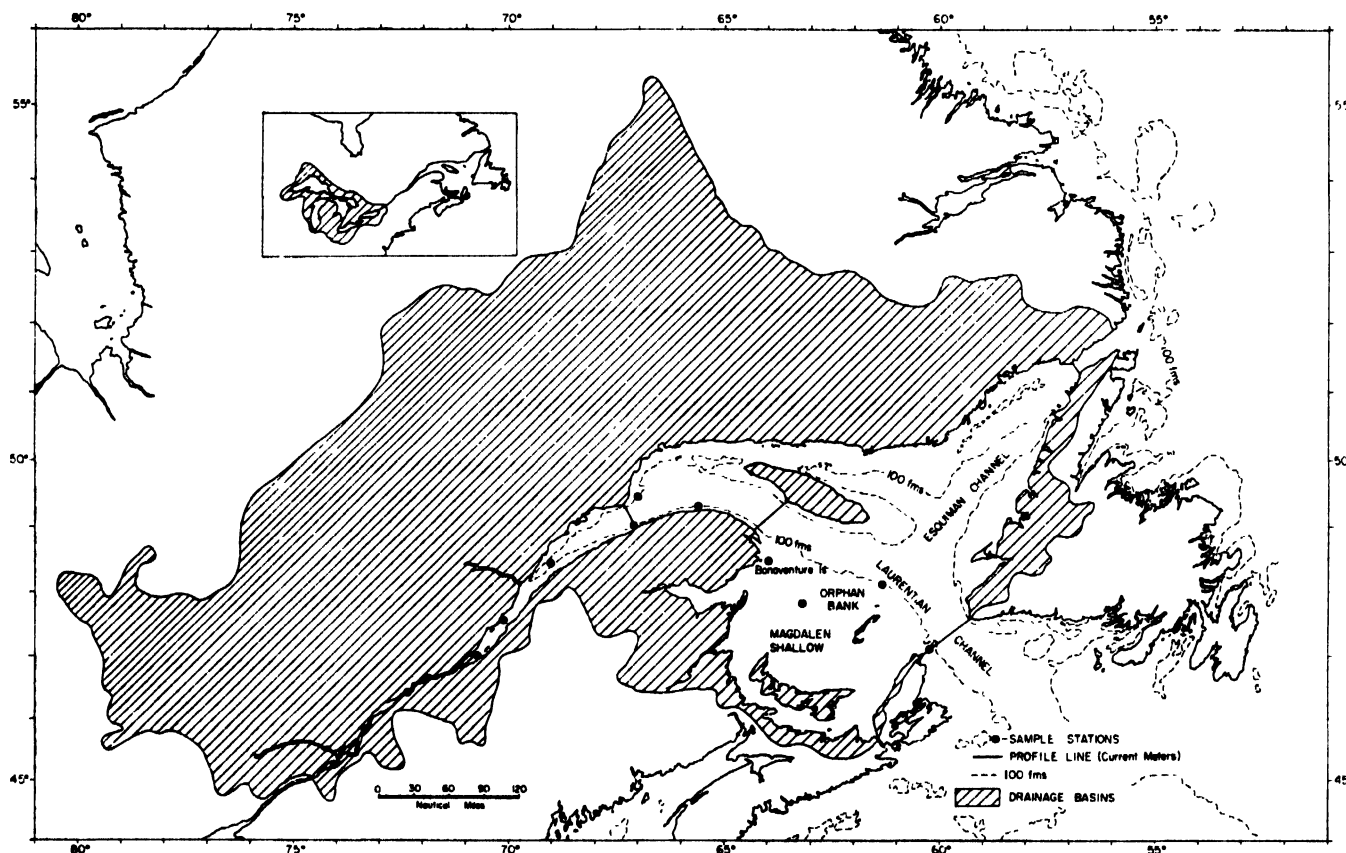 80° 75° 70° 65° 60° 55°
55° 55
50° 50
45° 45
100 fms
100 fms
ESQUIMAN CHANNEL
100 fms
LAURENTIAN
CHANNEL
Bonaventure Is
ORPHAN
BANK
MAGDALEN
SHALLOW
SAMPLE STATIONS
PROFILE LINE (Current Meters)
100 fms
DRAINAGE BASINS
0 30 60 90 120
Nautical Miles
80° 75° 70° 65° 60° 55°